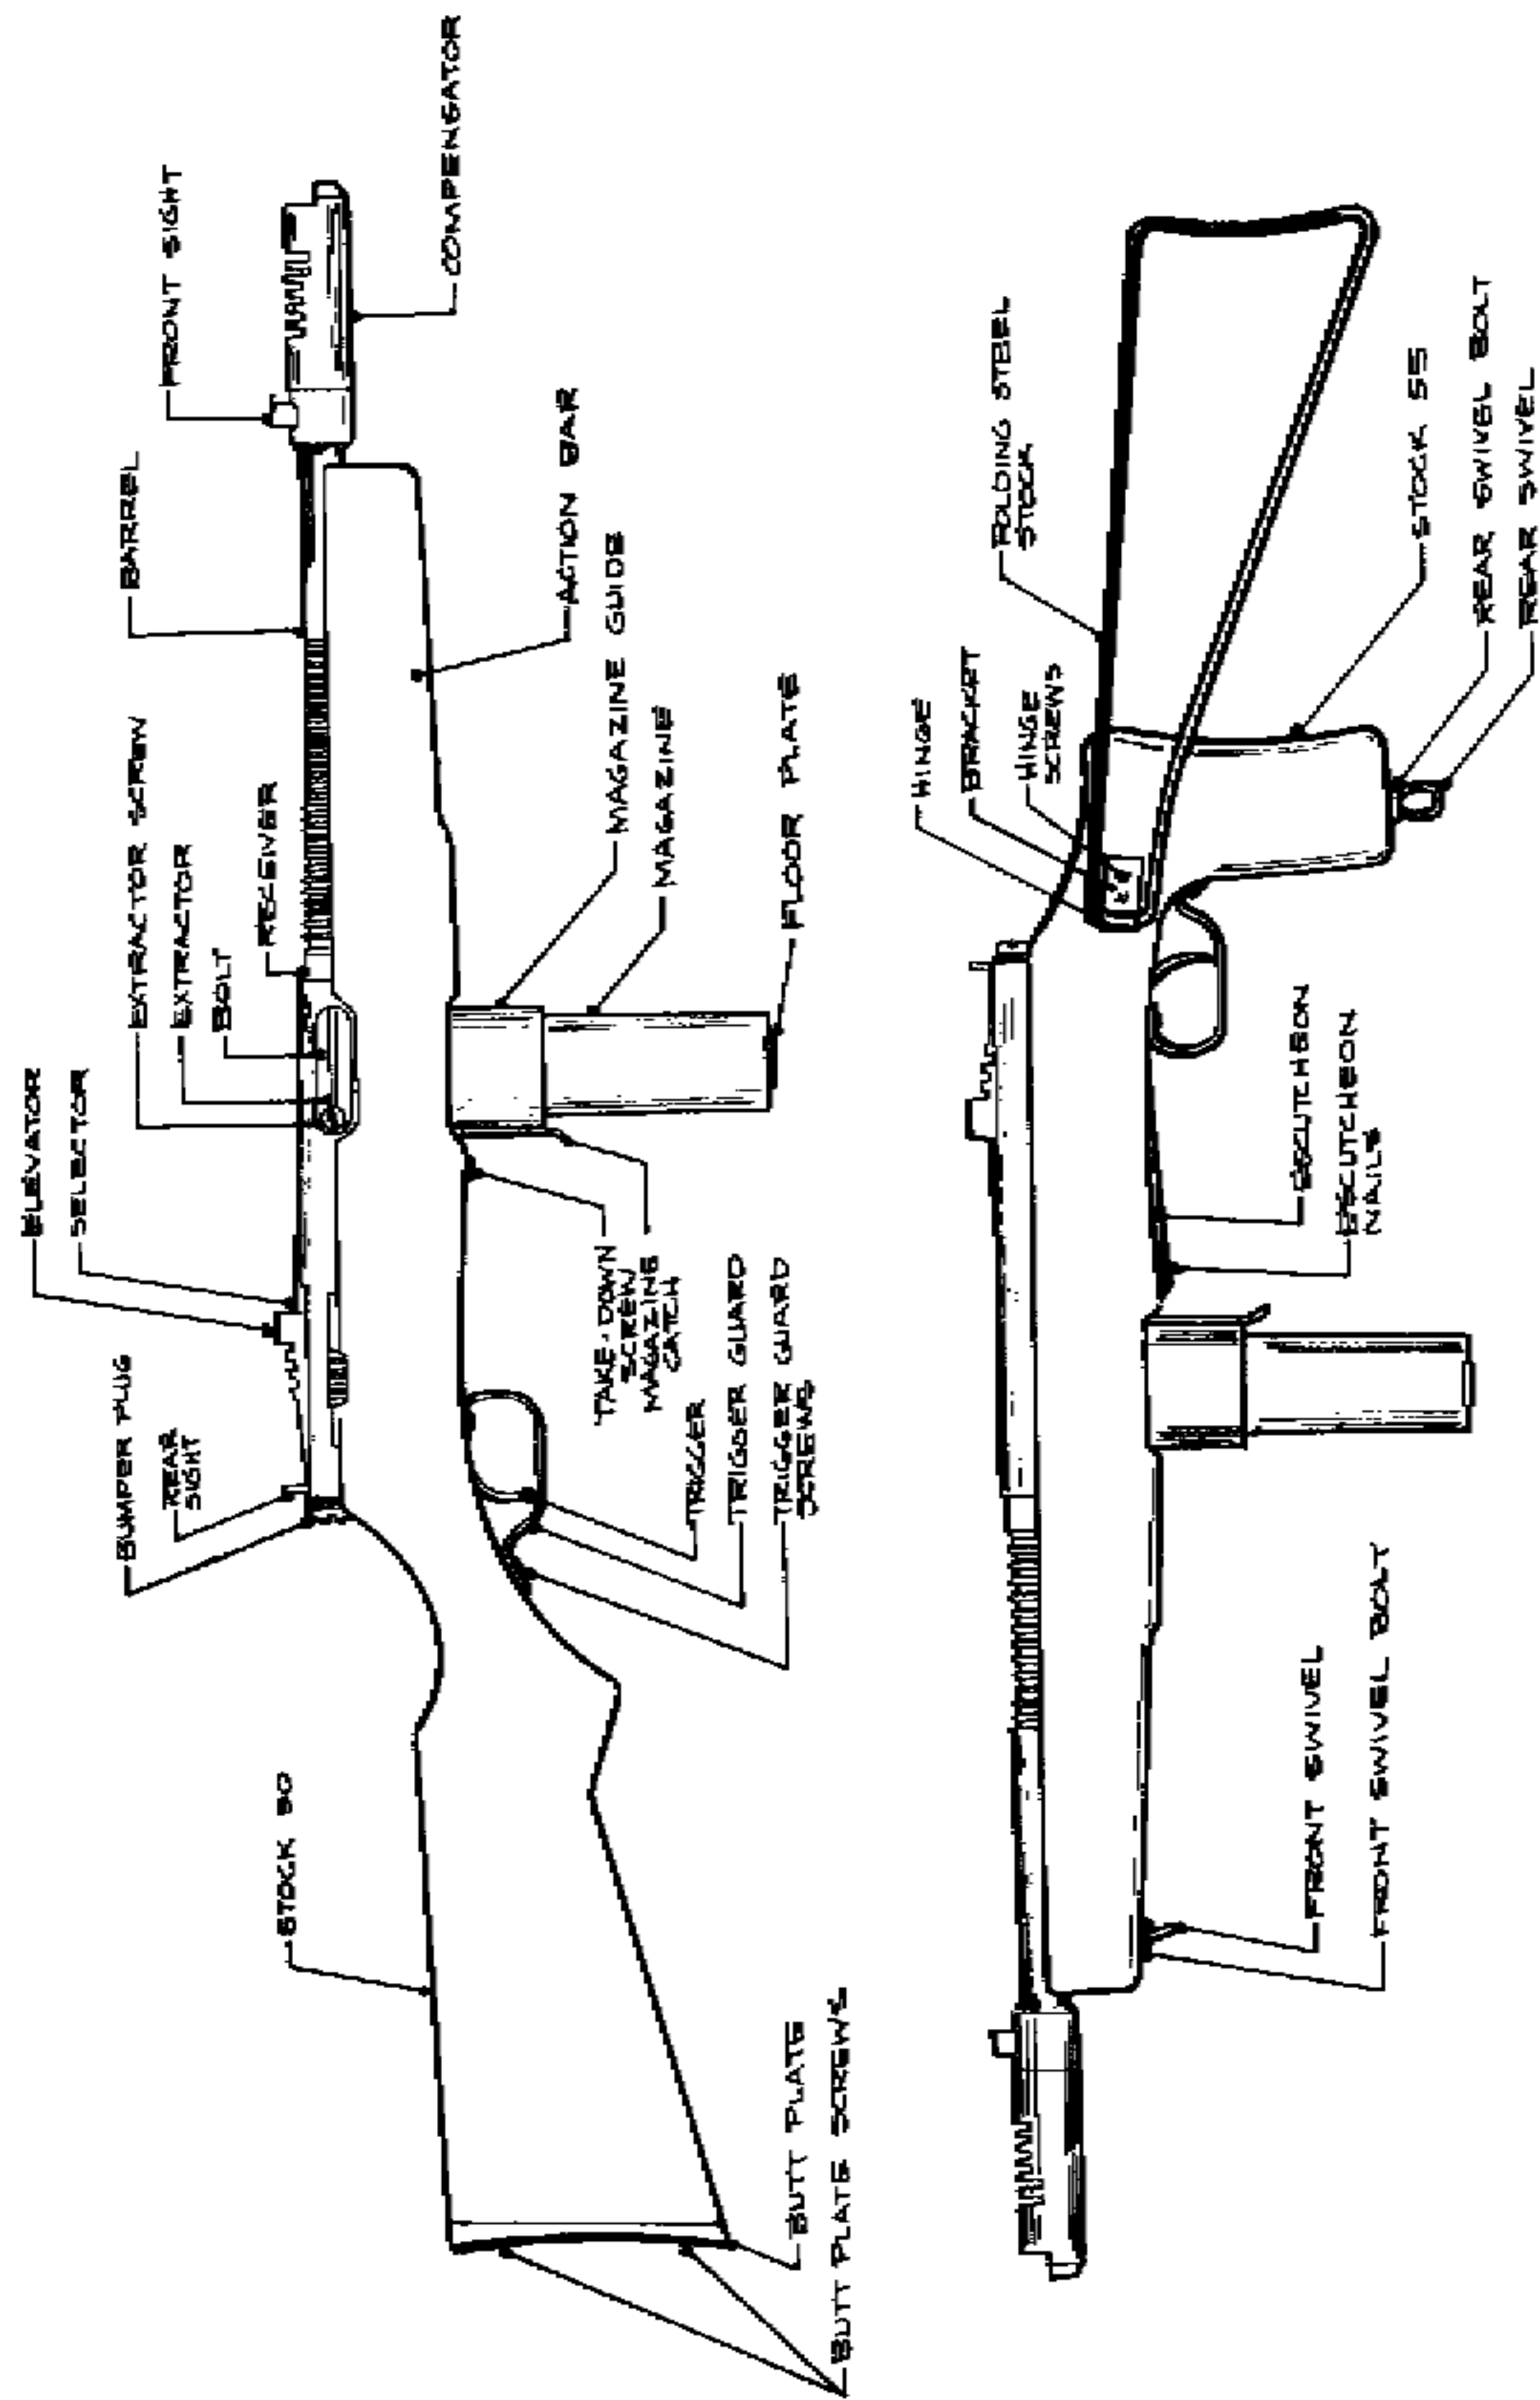 FRONT SIGHT
COMPENSATOR
BARREL
ACTION BAR
EXTRACTOR SCREW
EXTRACTOR
BOLT
RECEIVER
MAGAZINE GUIDE
MAGAZINE
FLOOR PLATE
ELEVATOR
SELECTOR
BUMPER PLUG
REAR
SIGHT
TAKE-DOWN
SCREW
MAGAZINE
CATCH
TRIGGER
TRIGGER GUARD
TRIGGER GUARD
SCREWS
STOCK 50
BUTT PLATE
BUTT PLATE SCREWS
FOLDING STEEL
STOCK
HINGE
BRACKET
HINGE
SCREWS
STOCK 55
REAR SWIVEL BOLT
REAR SWIVEL
ESCUTCHEON
ESCUTCHEON
NAILS
FRONT SWIVEL
FRONT SWIVEL BOLT